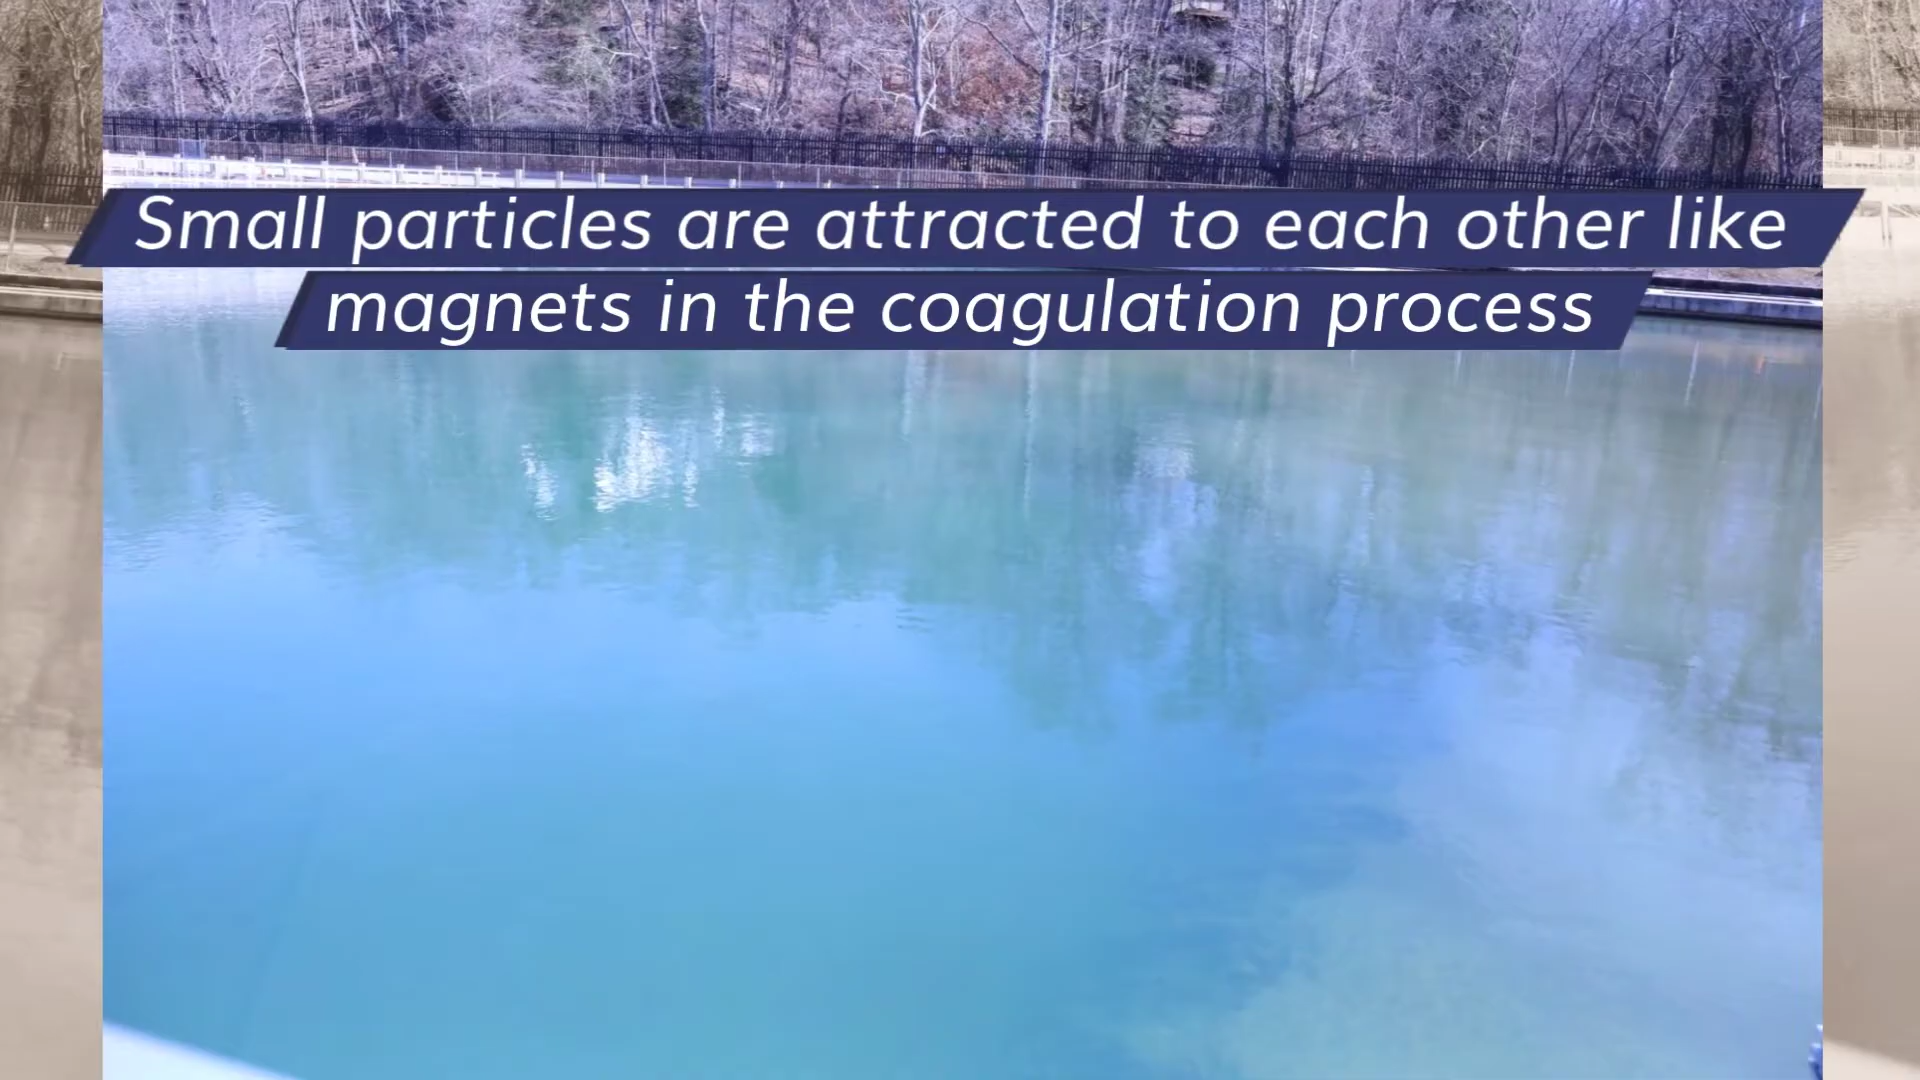 Small particles are attracted to each other like
magnets in the coagulation process